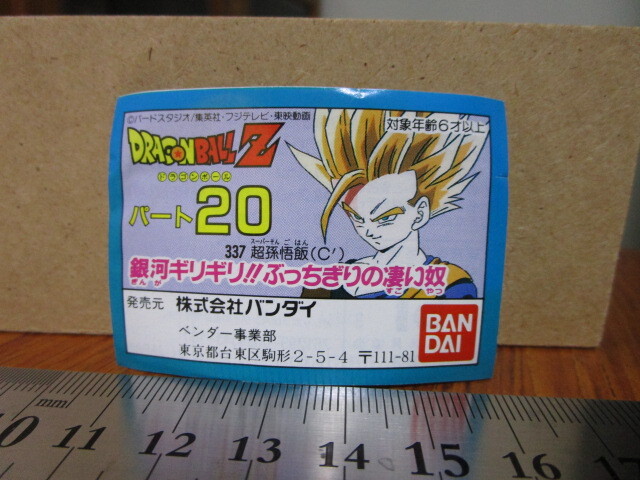 ©バードスタジオ/集英社・フジテレビ・東映動画
対象年齢6才以上
DRAGONBALL Z
ドラゴンボール
パート20
スーパーそんごはん
337 超孫悟飯(C')
銀河ギリギリ!!ぶっちぎりの凄い奴
ぎんが すご やつ
発売元 株式会社バンダイ
BANDAI
ベンダー事業部
東京都台東区駒形2-5-4 〒111-81
mm
10 11 12 13 14 15 16 17